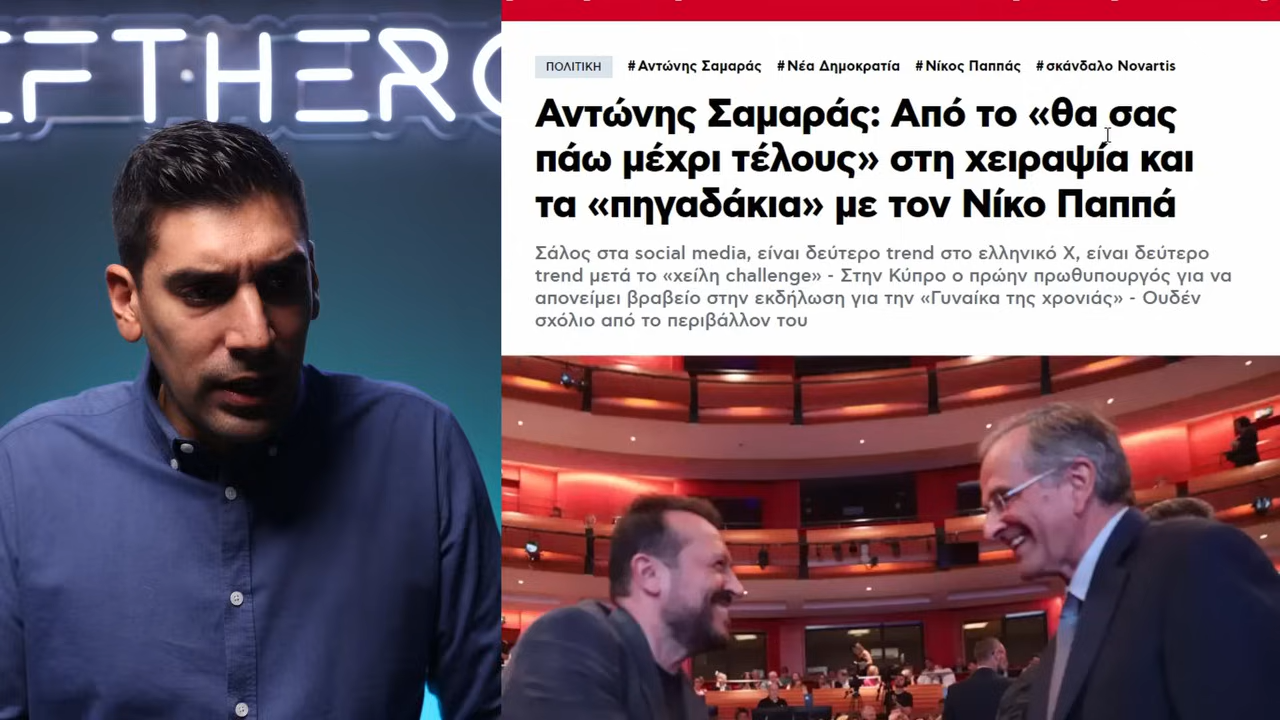 EFTHERO
ΠΟΛΙΤΙΚΗ #Αντώνης Σαμαράς #Νέα Δημοκρατία #Νίκος Παππάς #σκάνδαλο Novartis
Αντώνης Σαμαράς: Από το «θα σας
πάω μέχρι τέλους» στη χειραψία και
τα «πηγαδάκια» με τον Νίκο Παππά
Σάλος στα social media, είναι δεύτερο trend στο ελληνικό X, είναι δεύτερο
trend μετά το «χείλη challenge» - Στην Κύπρο ο πρώην πρωθυπουργός για να
απονείμει βραβείο στην εκδήλωση για την «Γυναίκα της χρονιάς» - Ουδέν
σχόλιο από το περιβάλλον του